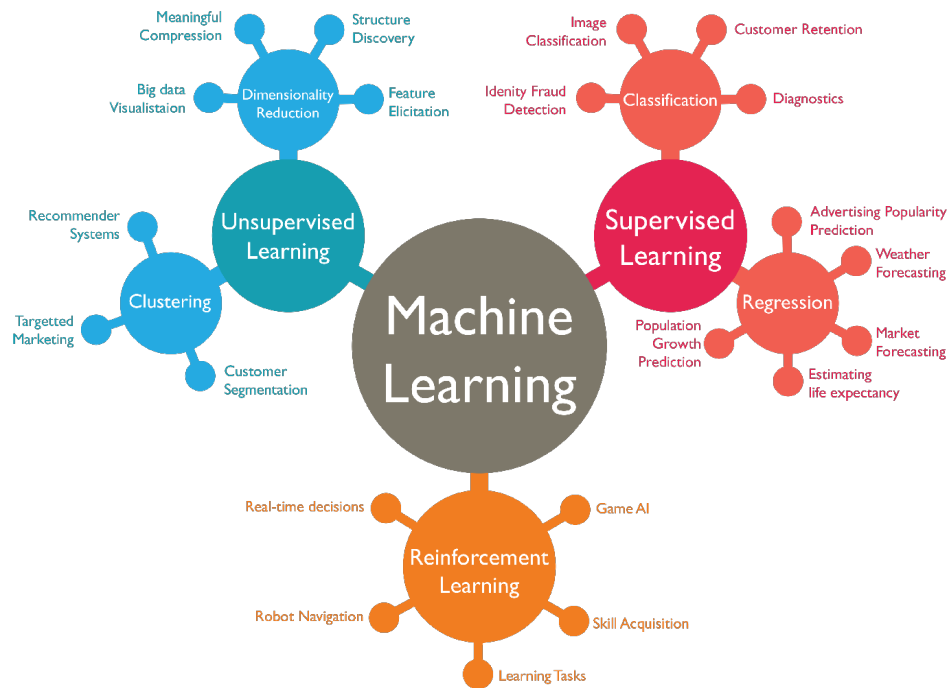 Meaningful
Compression
Structure
Discovery
Big data
Visualistaion
Dimensionality
Reduction
Feature
Elicitation
Unsupervised
Learning
Recommender
Systems
Clustering
Targetted
Marketing
Customer
Segmentation
Image
Classification
Customer Retention
Idenity Fraud
Detection
Classification
Diagnostics
Supervised
Learning
Advertising Popularity
Prediction
Weather
Forecasting
Regression
Population
Growth
Prediction
Market
Forecasting
Estimating
life expectancy
Machine
Learning
Real-time decisions
Game AI
Reinforcement
Learning
Robot Navigation
Skill Acquisition
Learning Tasks